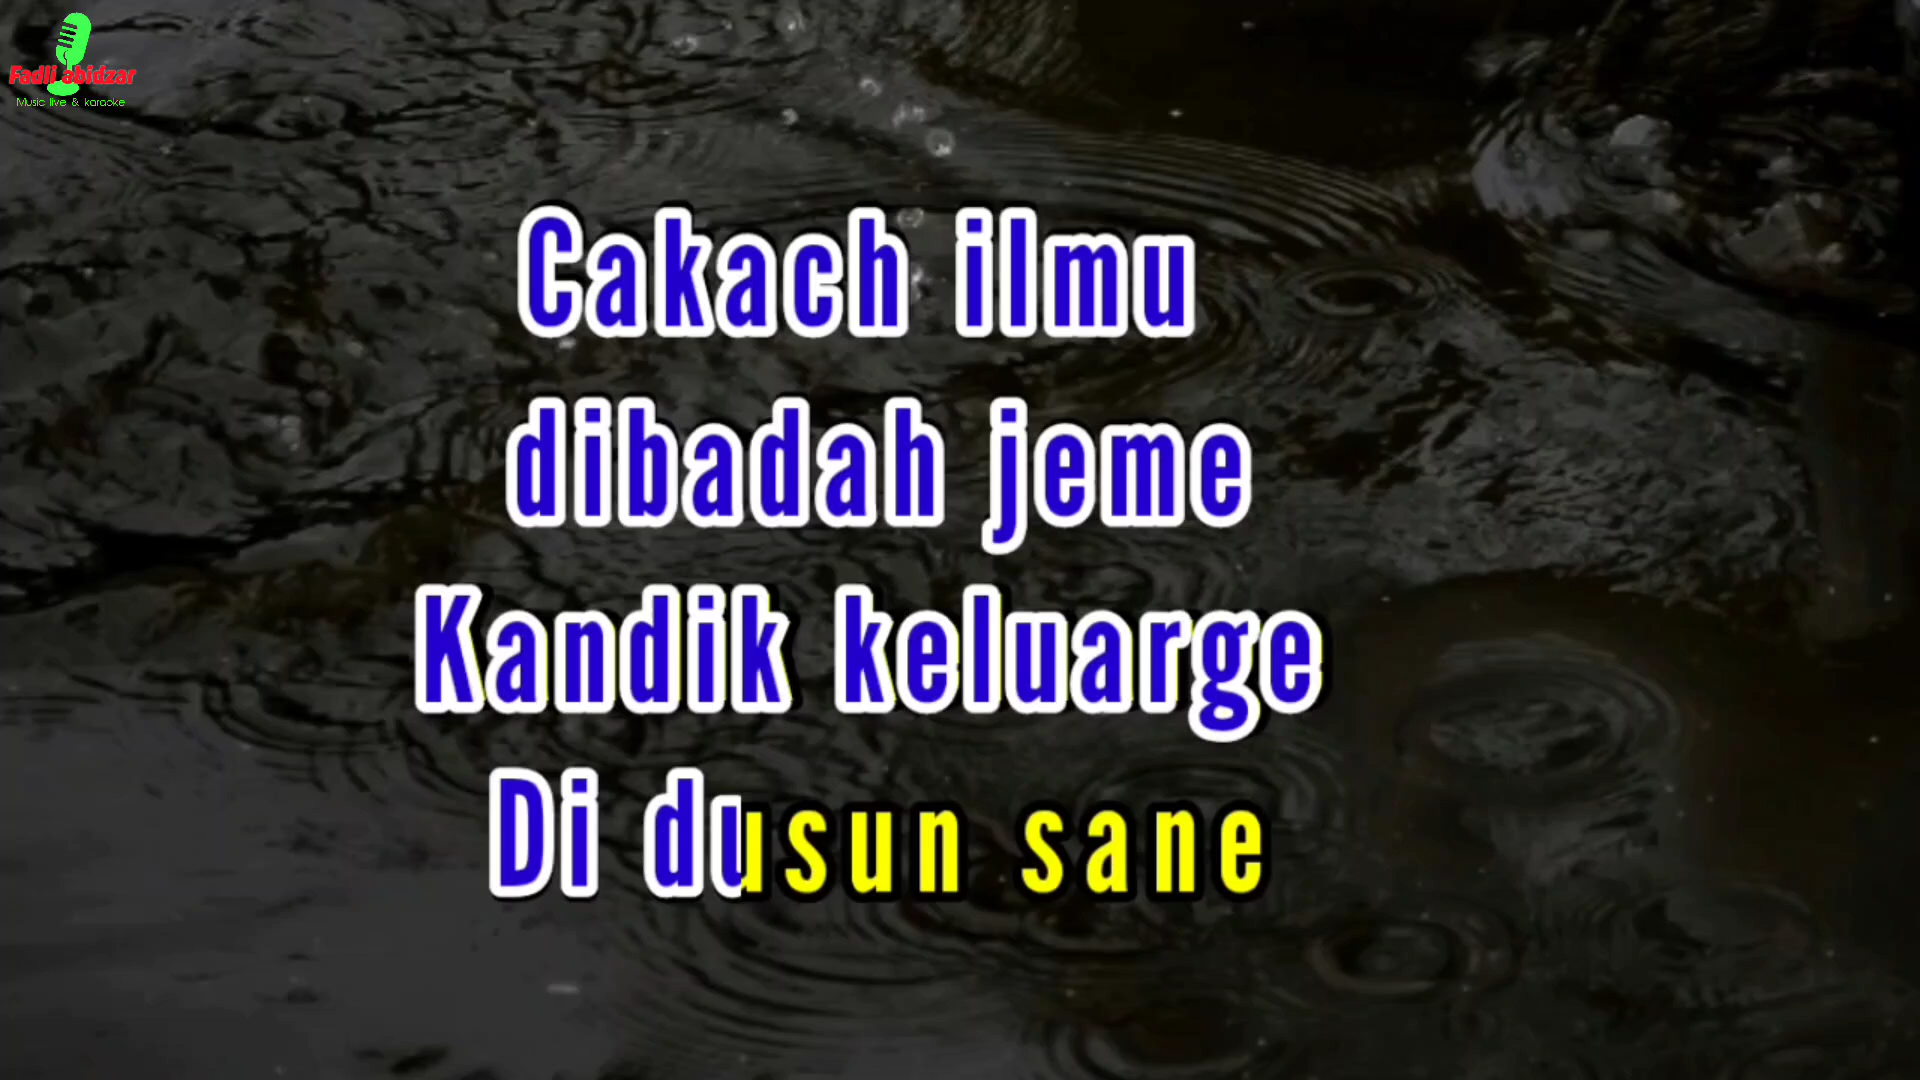 Fadli abidzar
Music live & karaoke
Cakach ilmu
dibadah jeme
Kandik keluarge
Di dusun sane